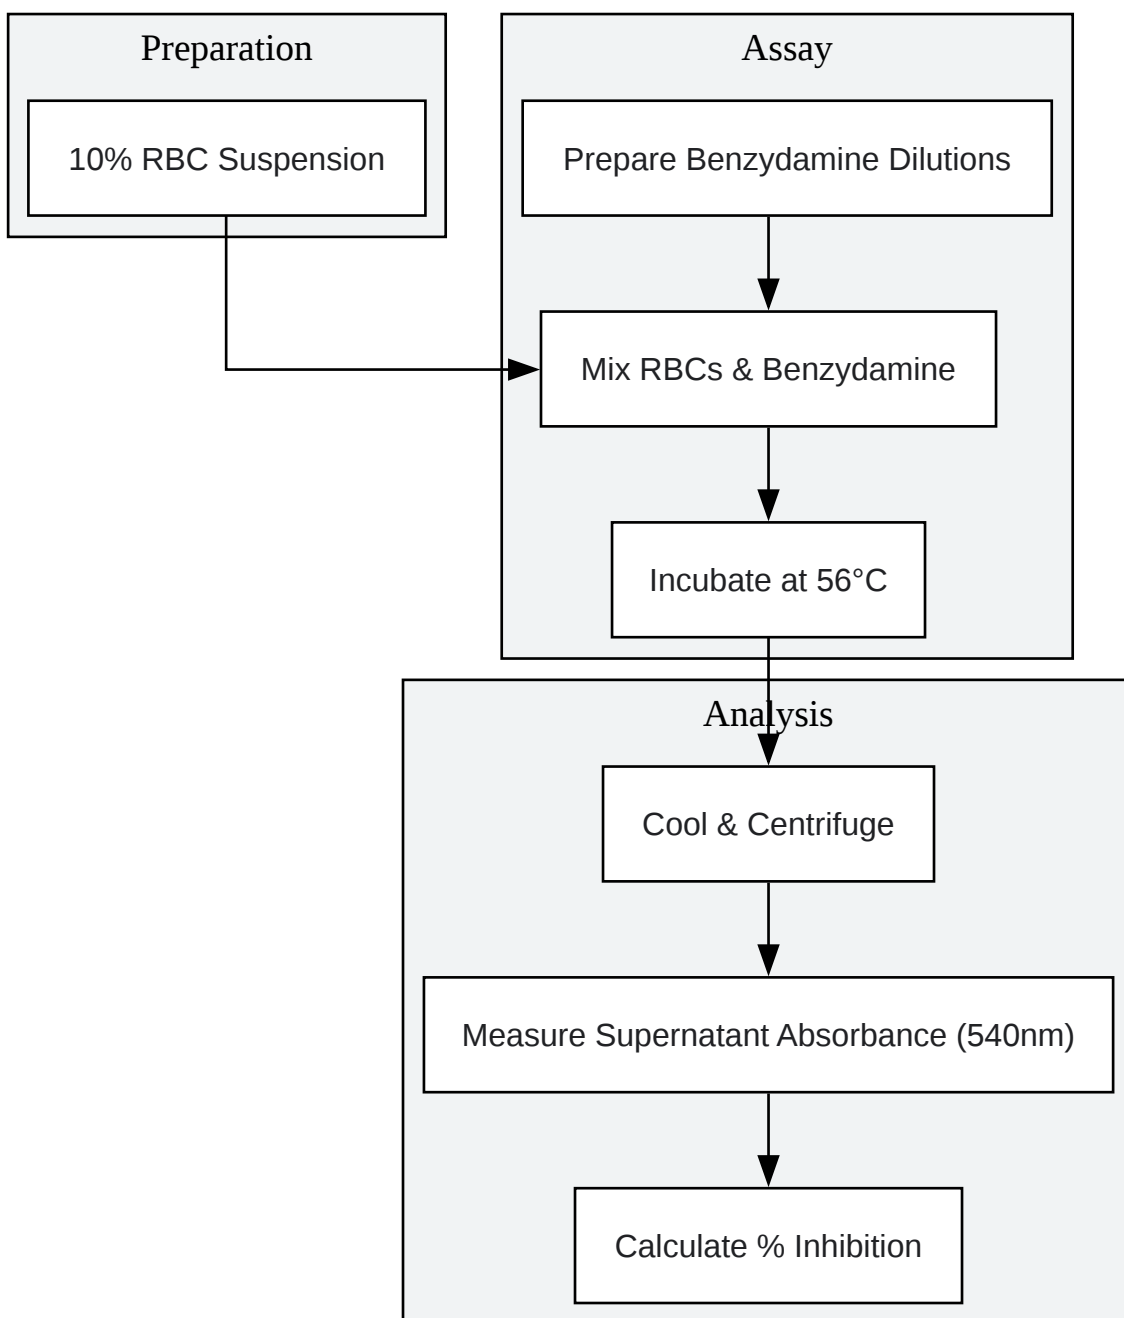 Preparation
10% RBC Suspension
Assay
Prepare Benzydamine Dilutions
Mix RBCs & Benzydamine
Incubate at 56°C
Analysis
Cool & Centrifuge
Measure Supernatant Absorbance (540nm)
Calculate % Inhibition